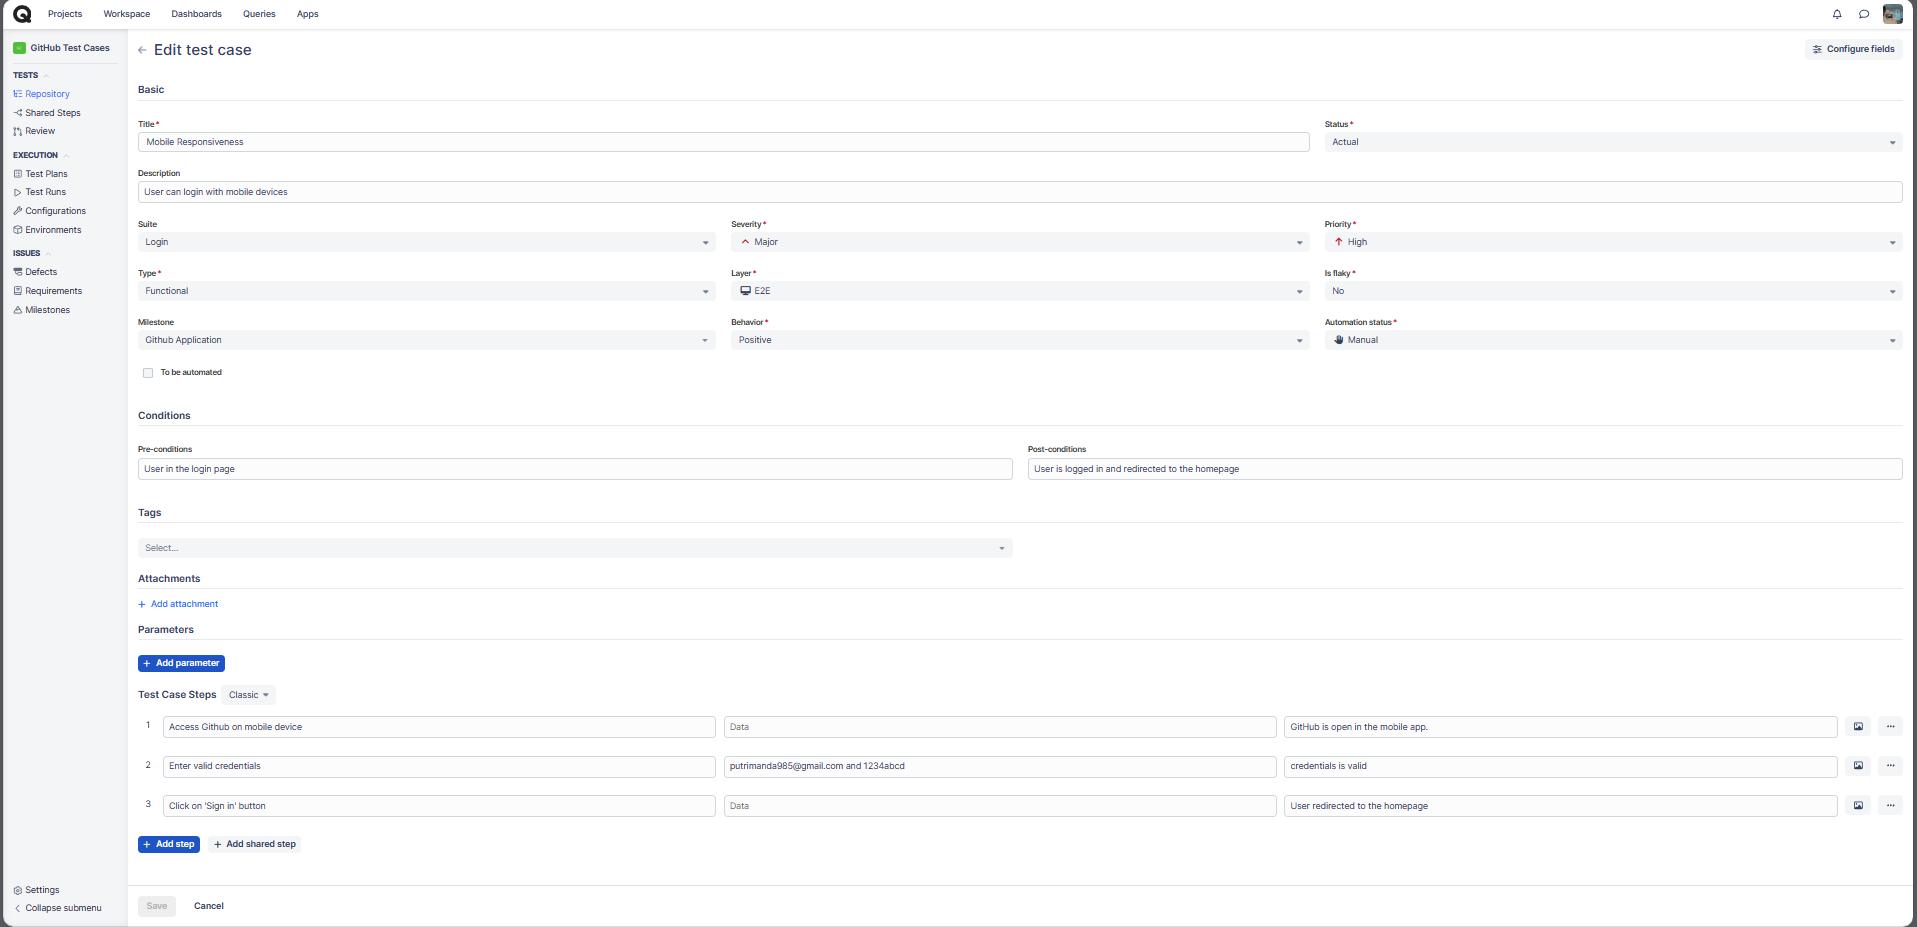 Projects Workspace Dashboards Queries Apps
GitHub Test Cases
TESTS
Repository
Shared Steps
Review
EXECUTION
Test Plans
Test Runs
Configurations
Environments
ISSUES
Defects
Requirements
Milestones
Settings
Collapse submenu
Edit test case
Configure fields
Basic
Title* Status*
Mobile Responsiveness Actual
Description
User can login with mobile devices
Suite Severity* Priority*
Login Major High
Type* Layer* Is flaky*
Functional E2E No
Milestone Behavior* Automation status*
Github Application Positive Manual
To be automated
Conditions
Pre-conditions Post-conditions
User in the login page User is logged in and redirected to the homepage
Tags
Select...
Attachments
+ Add attachment
Parameters
+ Add parameter
Test Case Steps Classic
1 Access Github on mobile device Data GitHub is open in the mobile app.
2 Enter valid credentials putrimanda985@gmail.com and 1234abcd credentials is valid
3 Click on 'Sign in' button Data User redirected to the homepage
+ Add step + Add shared step
Save Cancel